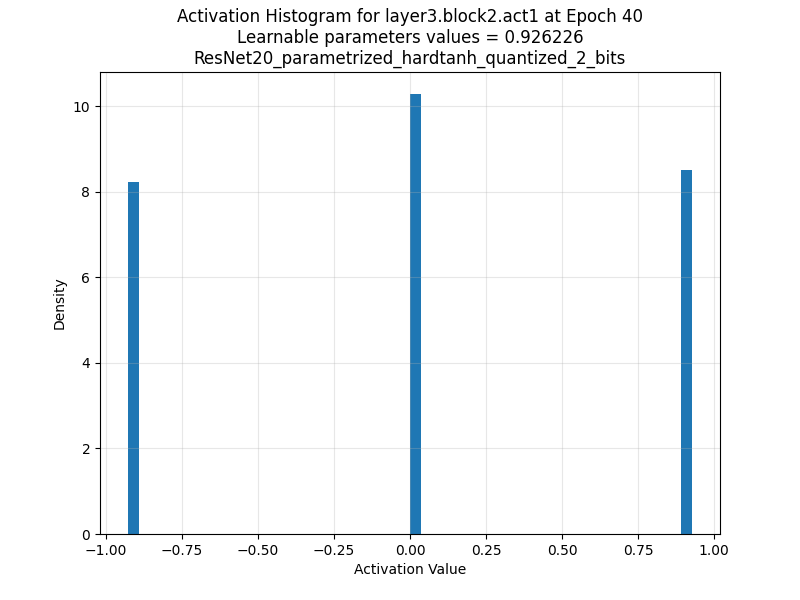 Activation Histogram for layer3.block2.act1 at Epoch 40
Learnable parameters values = 0.926226
ResNet20_parametrized_hardtanh_quantized_2_bits
10
8
6
4
2
0
Density
−1.00 −0.75 −0.50 −0.25 0.00 0.25 0.50 0.75 1.00
Activation Value